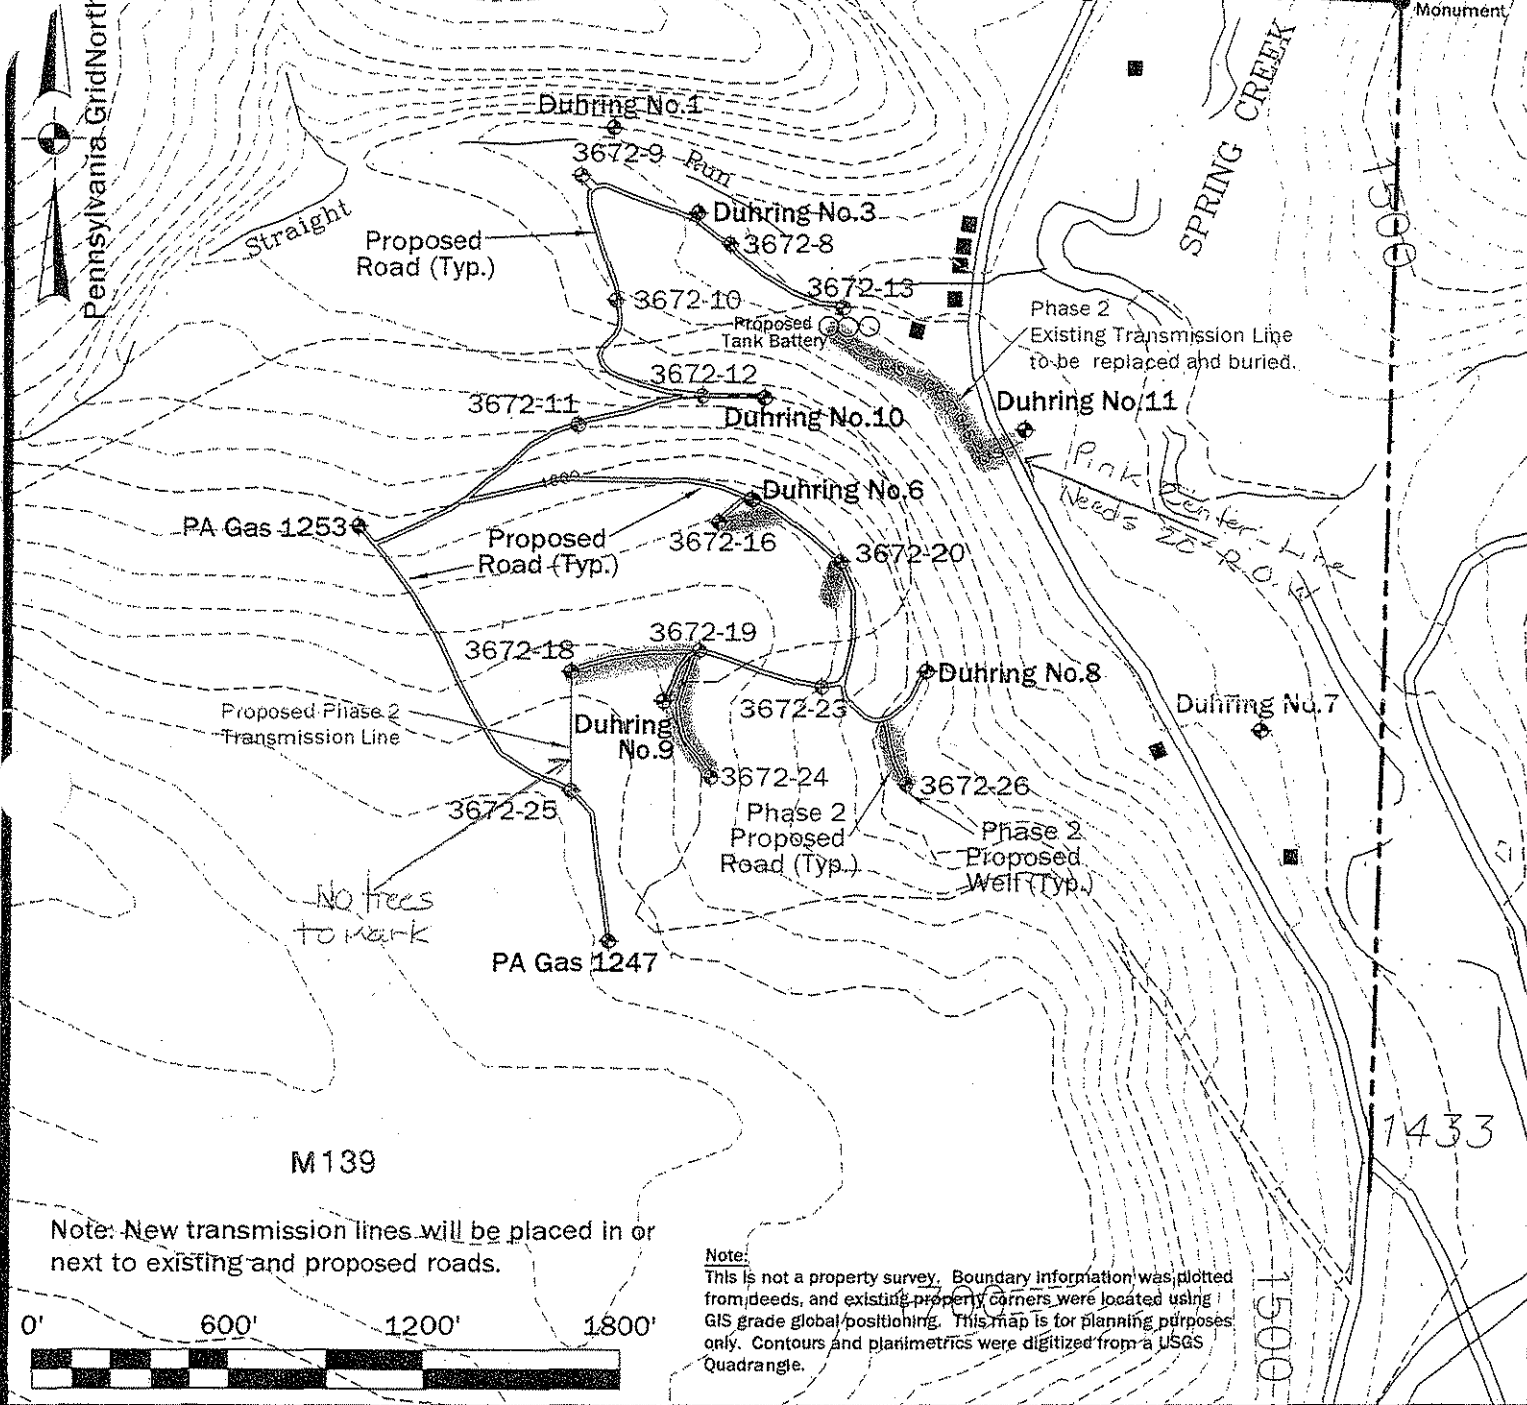 Monument
Pennsylvania GridNorth
SPRING CREEK
1500
Duhring No.1
3672-9
Run
Duhring No.3
3672-8
Straight
Proposed
Road (Typ.)
3672-10
3672-13
Proposed
Tank Battery
Phase 2
Existing Transmission Line
to be replaced and buried.
3672-12
3672-11
Duhring No.10
Duhring No.11
Pink Center-Line
Needs 20' R.O.W
1800
Duhring No.6
PA Gas 1253
3672-16
Proposed
Road (Typ.)
3672-20
3672-18
3672-19
Duhring No.8
3672-23
Duhring No.7
Proposed Phase 2
Transmission Line
Duhring
No.9
3672-24
3672-26
3672-25
Phase 2
Proposed
Road (Typ.)
Phase 2
Proposed
Well (Typ.)
No trees
to mark
PA Gas 1247
1433
M139
Note: New transmission lines will be placed in or
next to existing and proposed roads.
Note:
This is not a property survey. Boundary information was plotted
from deeds, and existing property corners were located using
GIS grade global positioning. This map is for planning purposes
only. Contours and planimetrics were digitized from a USGS
Quadrangle.
1500
0' 600' 1200' 1800'